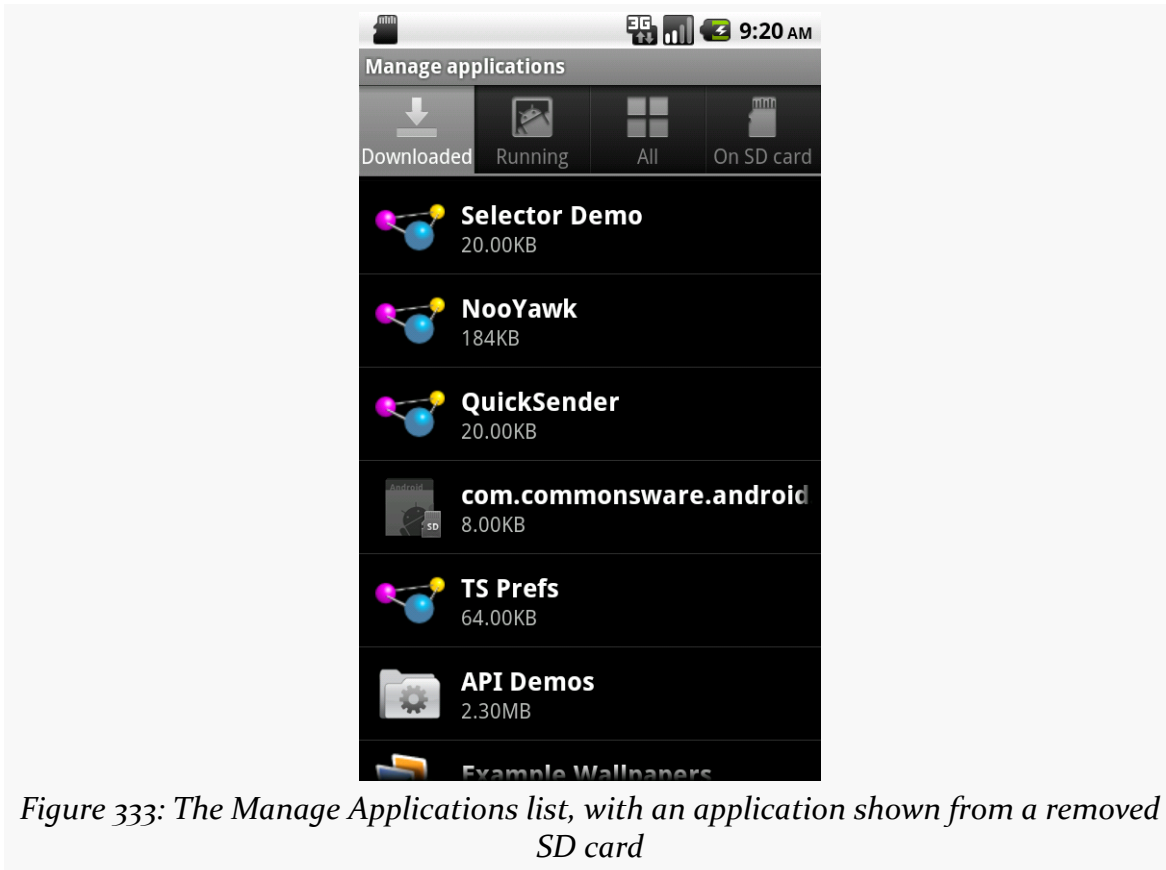 3G 9:20 AM
Manage applications
Downloaded Running All On SD card
Selector Demo
20.00KB
NooYawk
184KB
QuickSender
20.00KB
Android
com.commonsware.android
SD
8.00KB
TS Prefs
64.00KB
API Demos
2.30MB
Example Wallpapers
Figure 333: The Manage Applications list, with an application shown from a removed
SD card